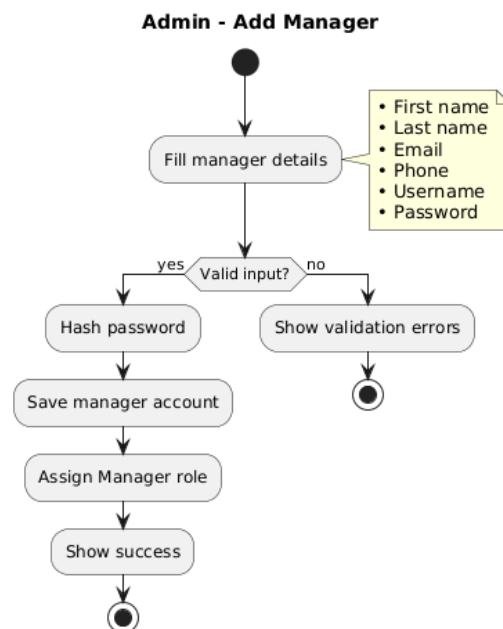 Admin - Add Manager
Fill manager details
• First name
• Last name
• Email
• Phone
• Username
• Password
yes
Valid input?
no
Hash password
Show validation errors
Save manager account
Assign Manager role
Show success